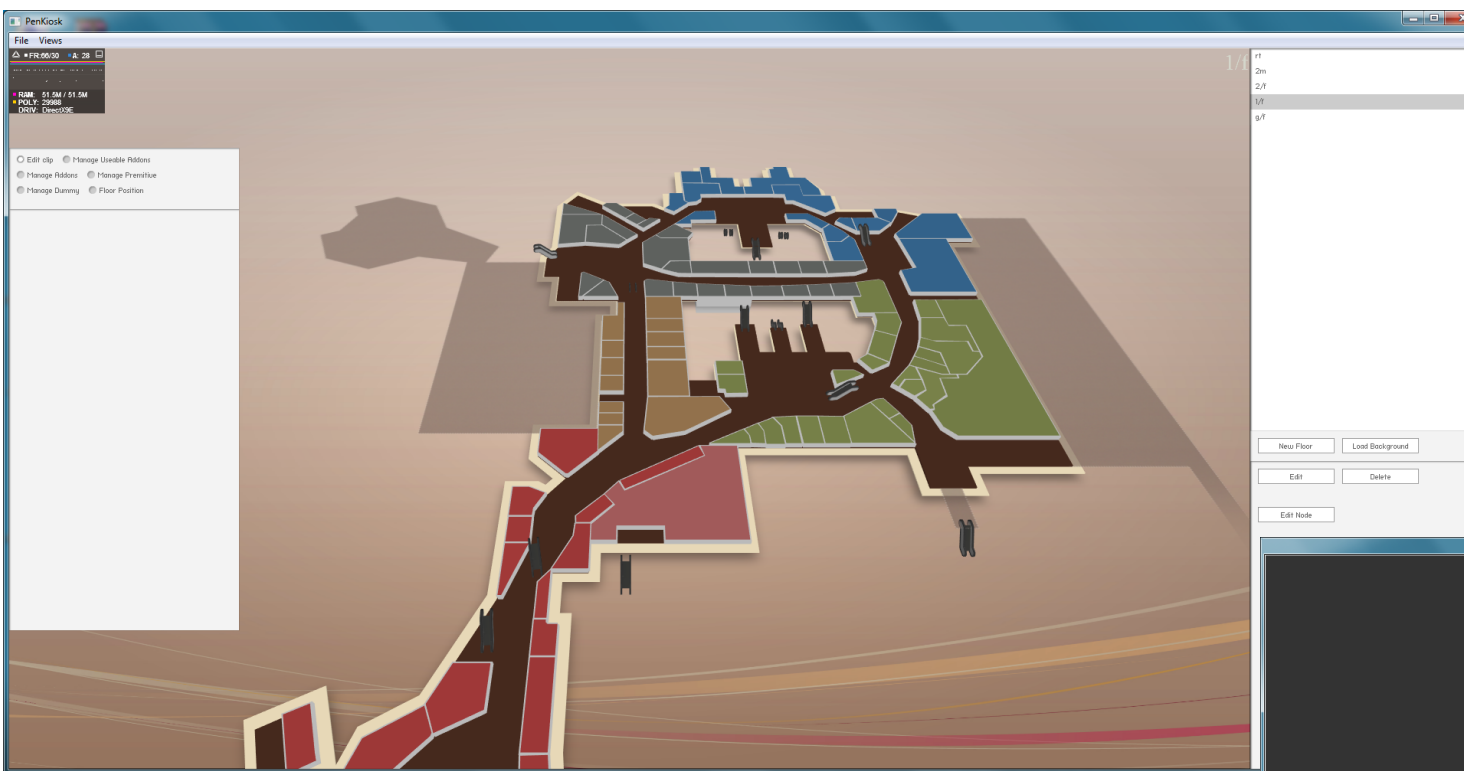 PenKiosk
File Views
FR:66/30 A: 28
RAM: 51.5M / 51.5M
POLY: 29988
DRIV: DirectX9E
Edit clip Manage Useable Addons
Manage Addons Manage Premitive
Manage Dummy Floor Position
1/f
rf
2m
2/f
1/f
g/f
New Floor Load Background
Edit Delete
Edit Node